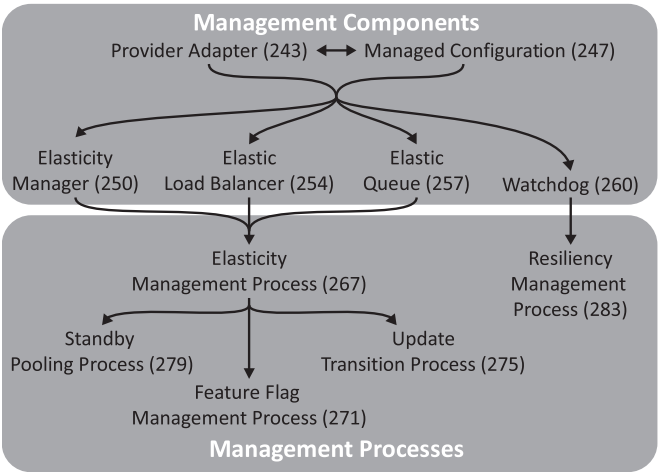 Management Components
Provider Adapter (243)
Managed Configuration (247)
Elasticity
Manager (250)
Elastic
Load Balancer (254)
Elastic
Queue (257)
Watchdog (260)
Elasticity
Management Process (267)
Resiliency
Management
Process (283)
Standby
Pooling Process (279)
Update
Transition Process (275)
Feature Flag
Management Process (271)
Management Processes